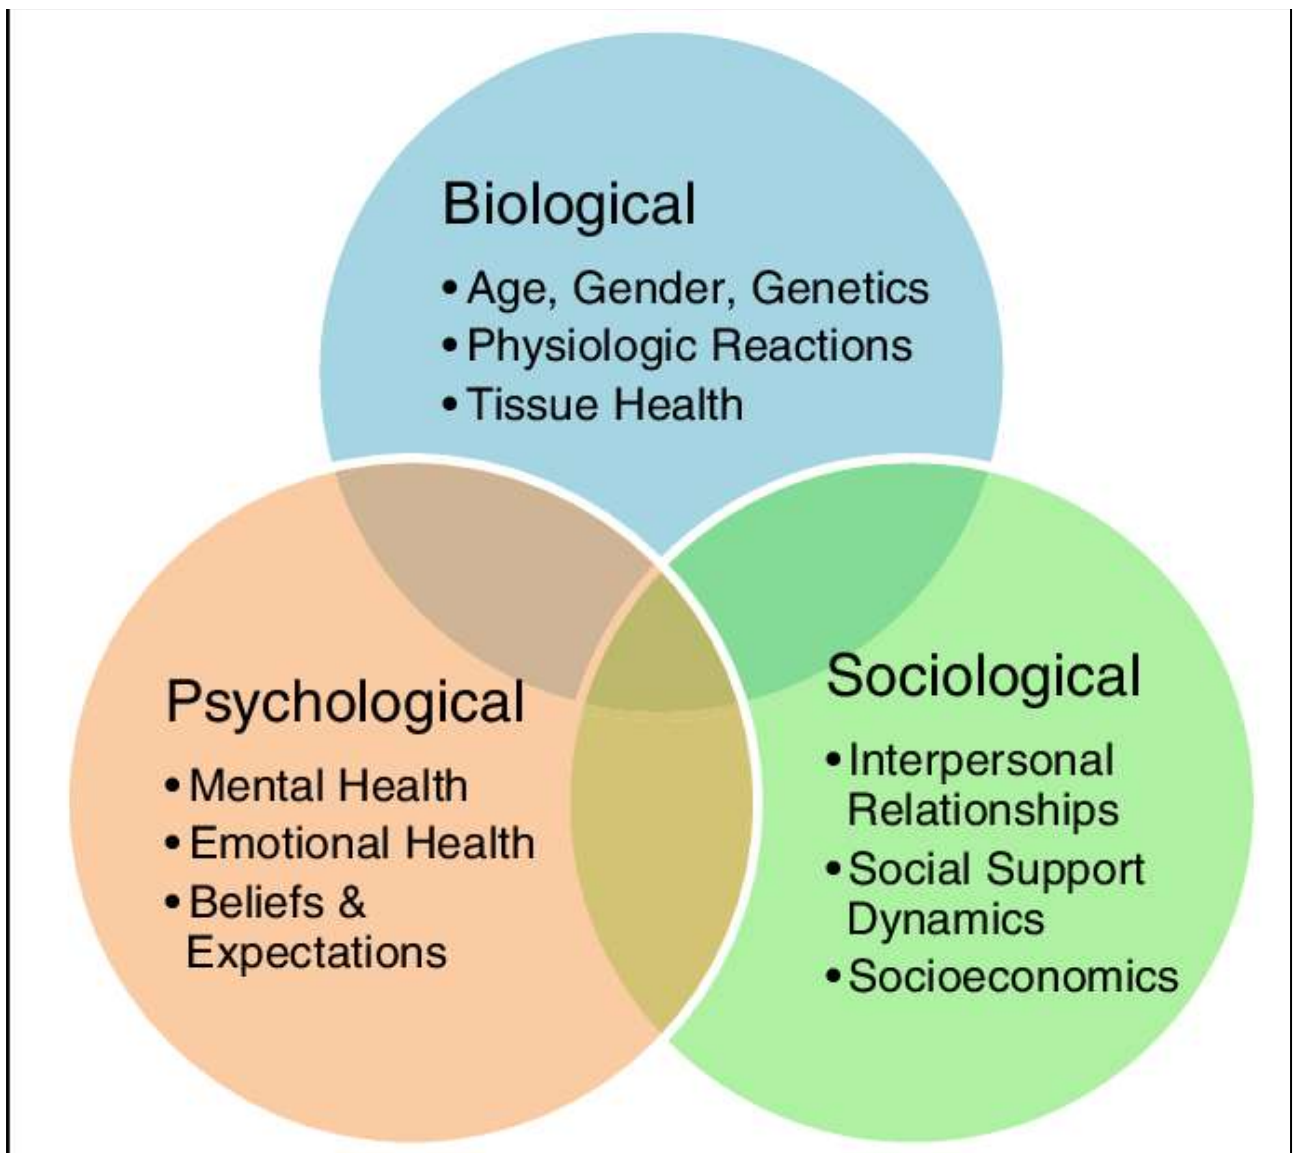 Biological
• Age, Gender, Genetics
• Physiologic Reactions
• Tissue Health
Psychological
• Mental Health
• Emotional Health
• Beliefs &
Expectations
Sociological
• Interpersonal
Relationships
• Social Support
Dynamics
• Socioeconomics